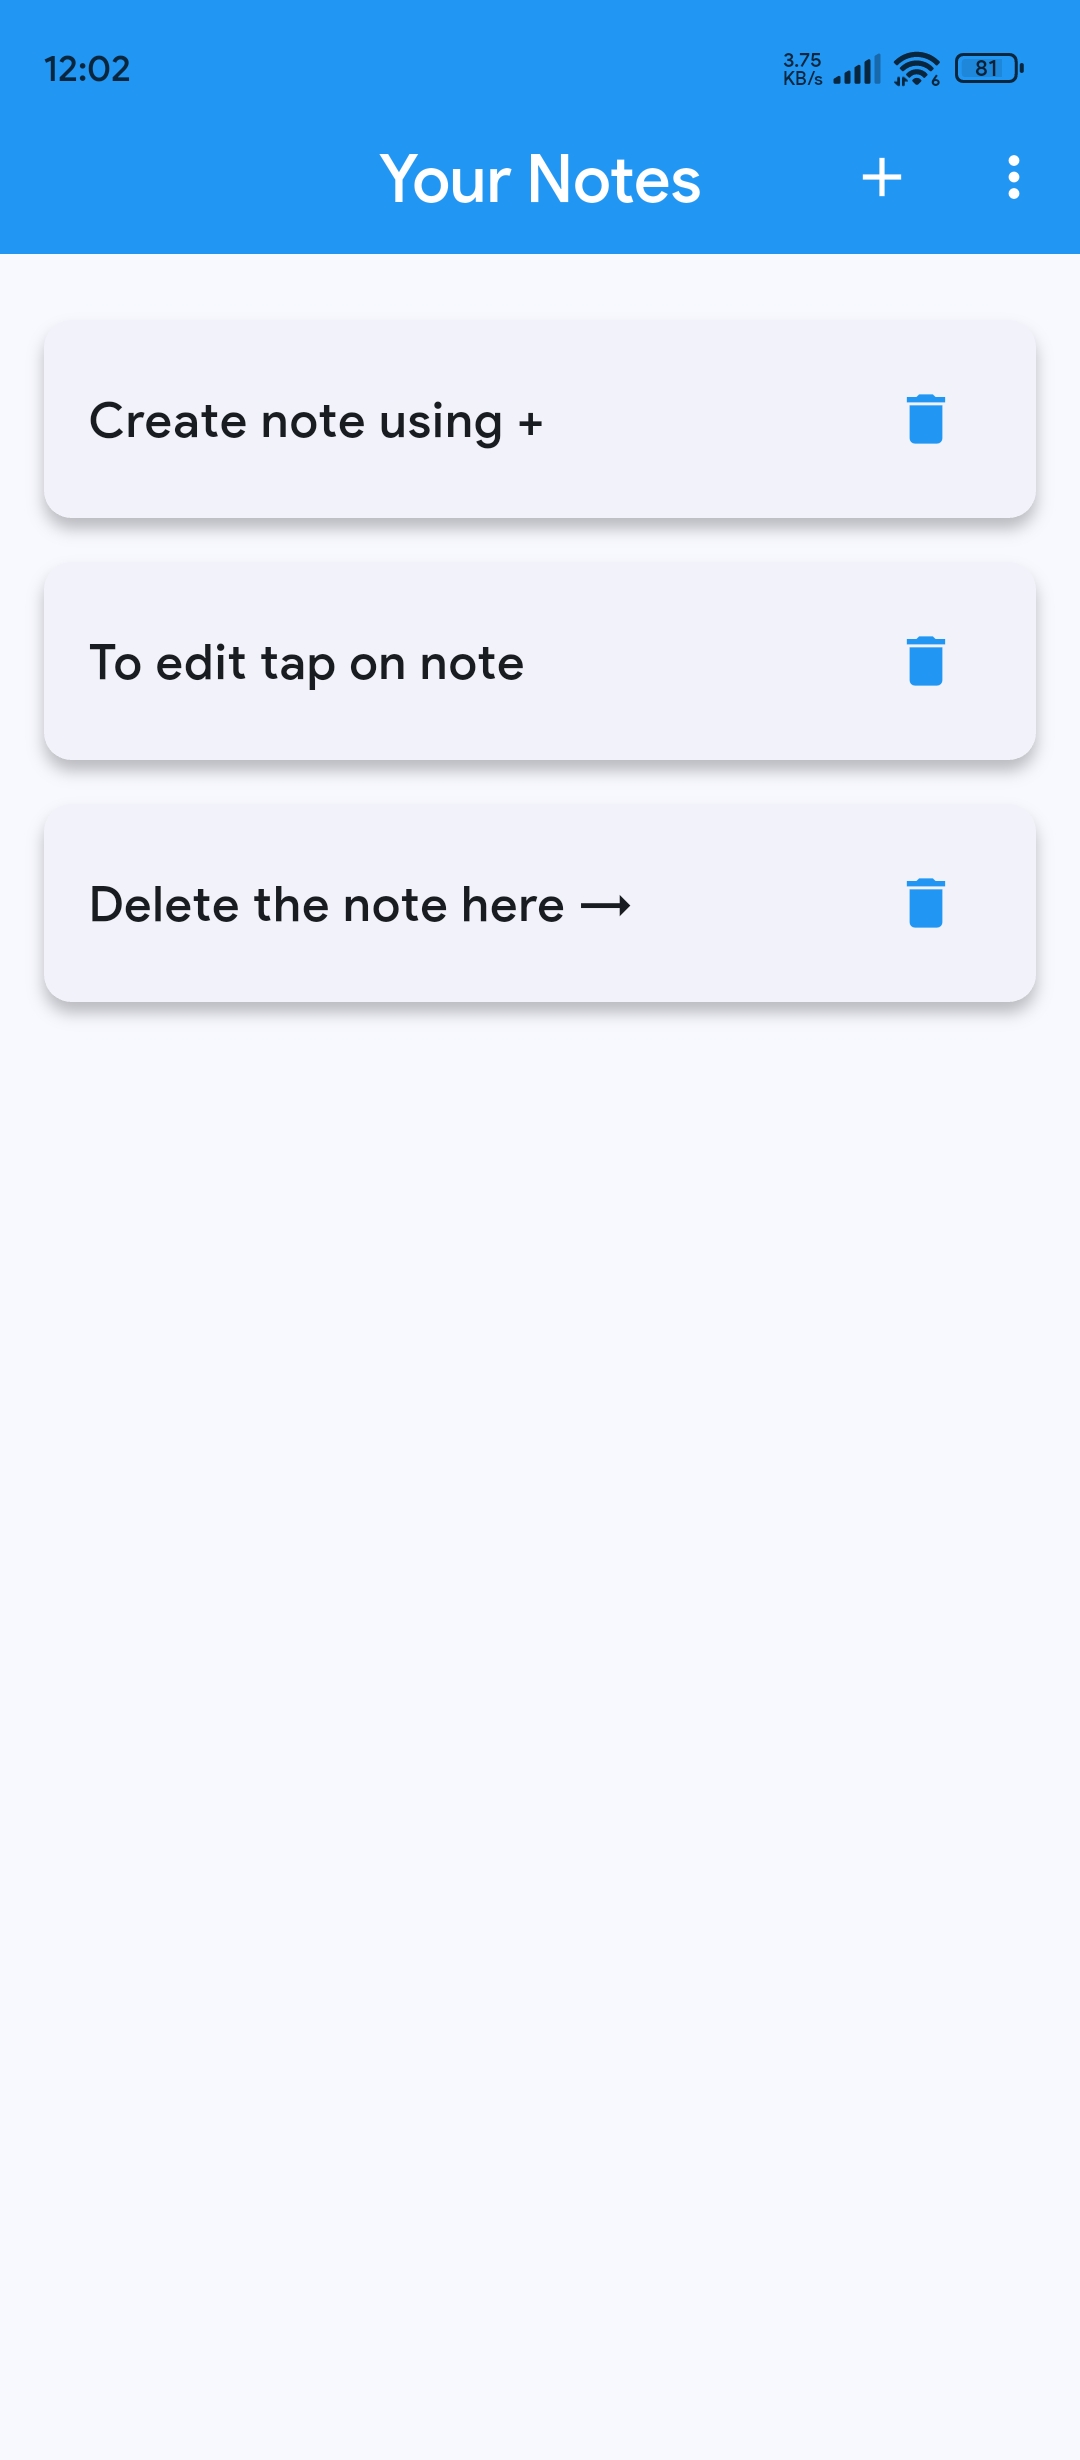 12:02
3.75
KB/s
6
81
Your Notes
Create note using +
To edit tap on note
Delete the note here →